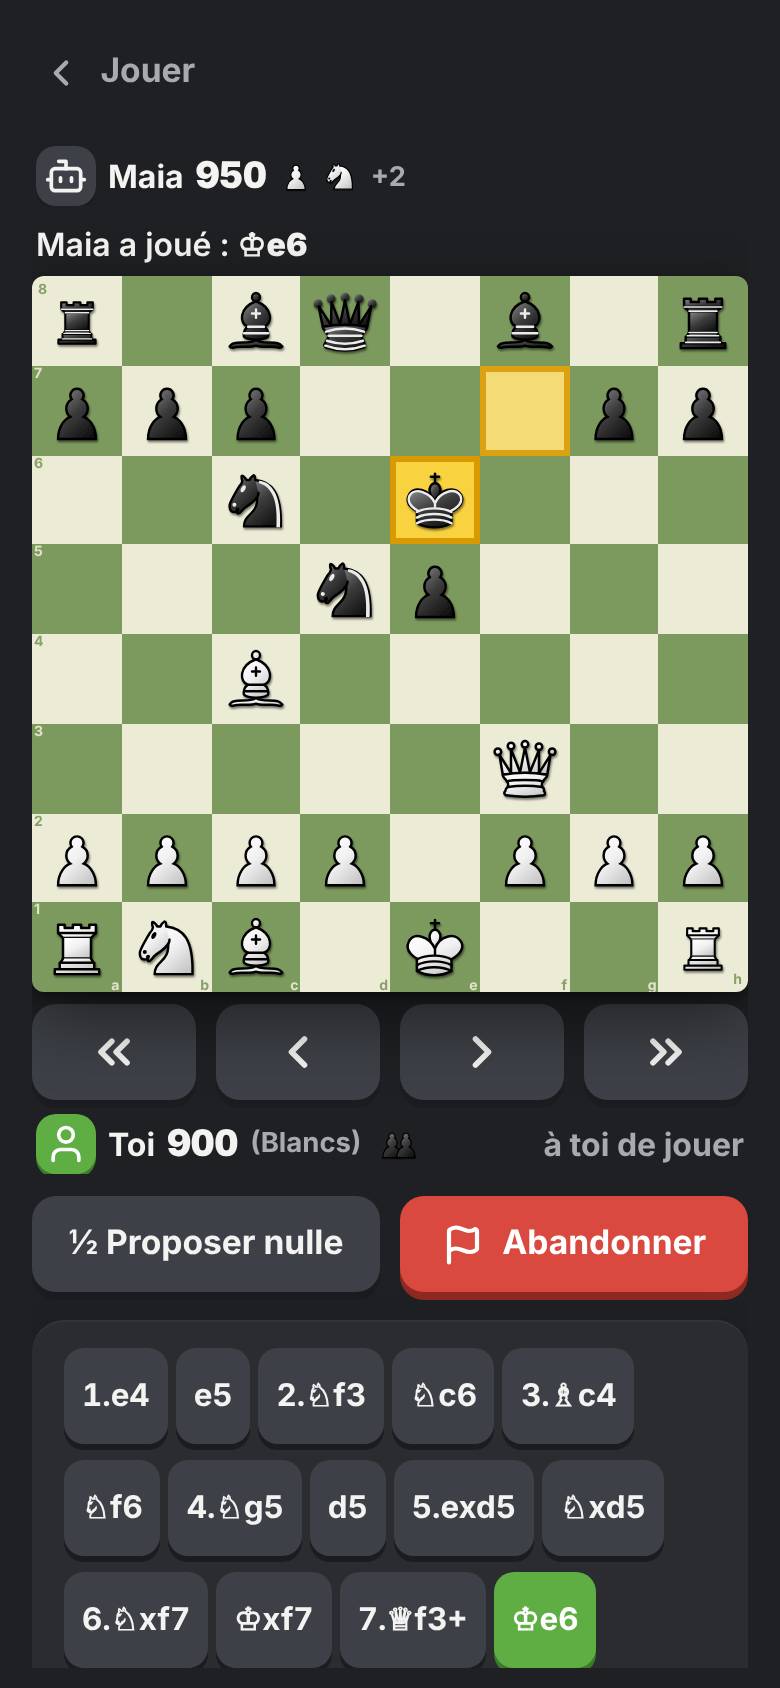 Jouer
Maia 950 +2
Maia a joué : ♔e6
8
7
6
5
4
3
2
1
a b c d e f g h
Toi 900 (Blancs) à toi de jouer
½ Proposer nulle Abandonner
1.e4 e5 2.♘f3 ♘c6 3.♗c4
♘f6 4.♘g5 d5 5.exd5 ♘xd5
6.♘xf7 ♔xf7 7.♕f3+ ♔e6